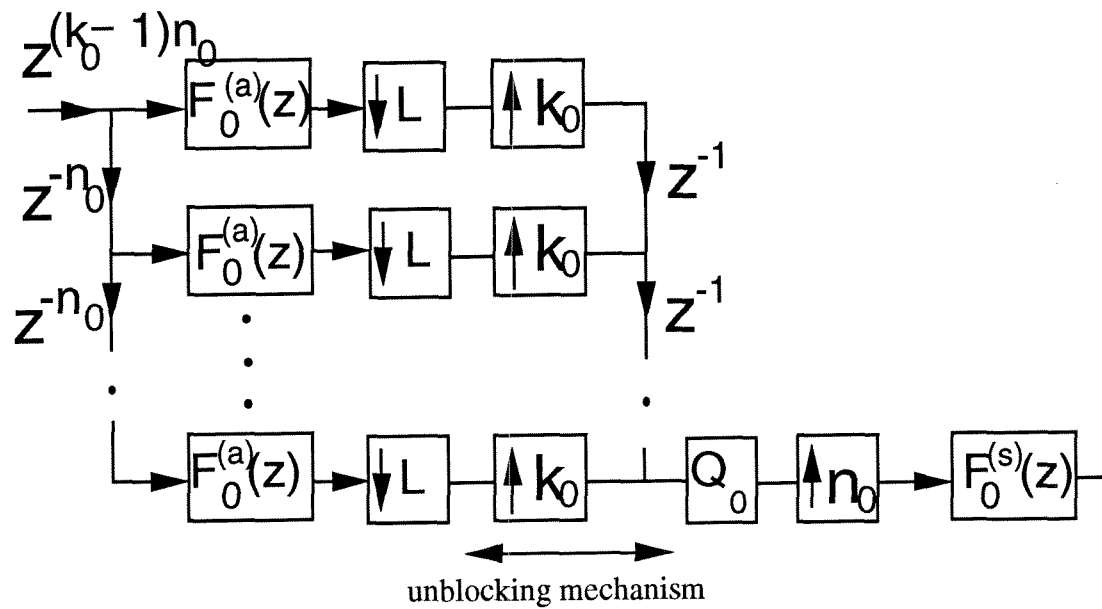 z^{(k_0-1)n_0}
F_0^{(a)}(z) ↓ L ↑ k_0
z^{-n_0} z^{-1}
F_0^{(a)}(z) ↓ L ↑ k_0
z^{-n_0} z^{-1}
F_0^{(a)}(z) ↓ L ↑ k_0 Q_0 ↑ n_0 F_0^{(s)}(z)
unblocking mechanism